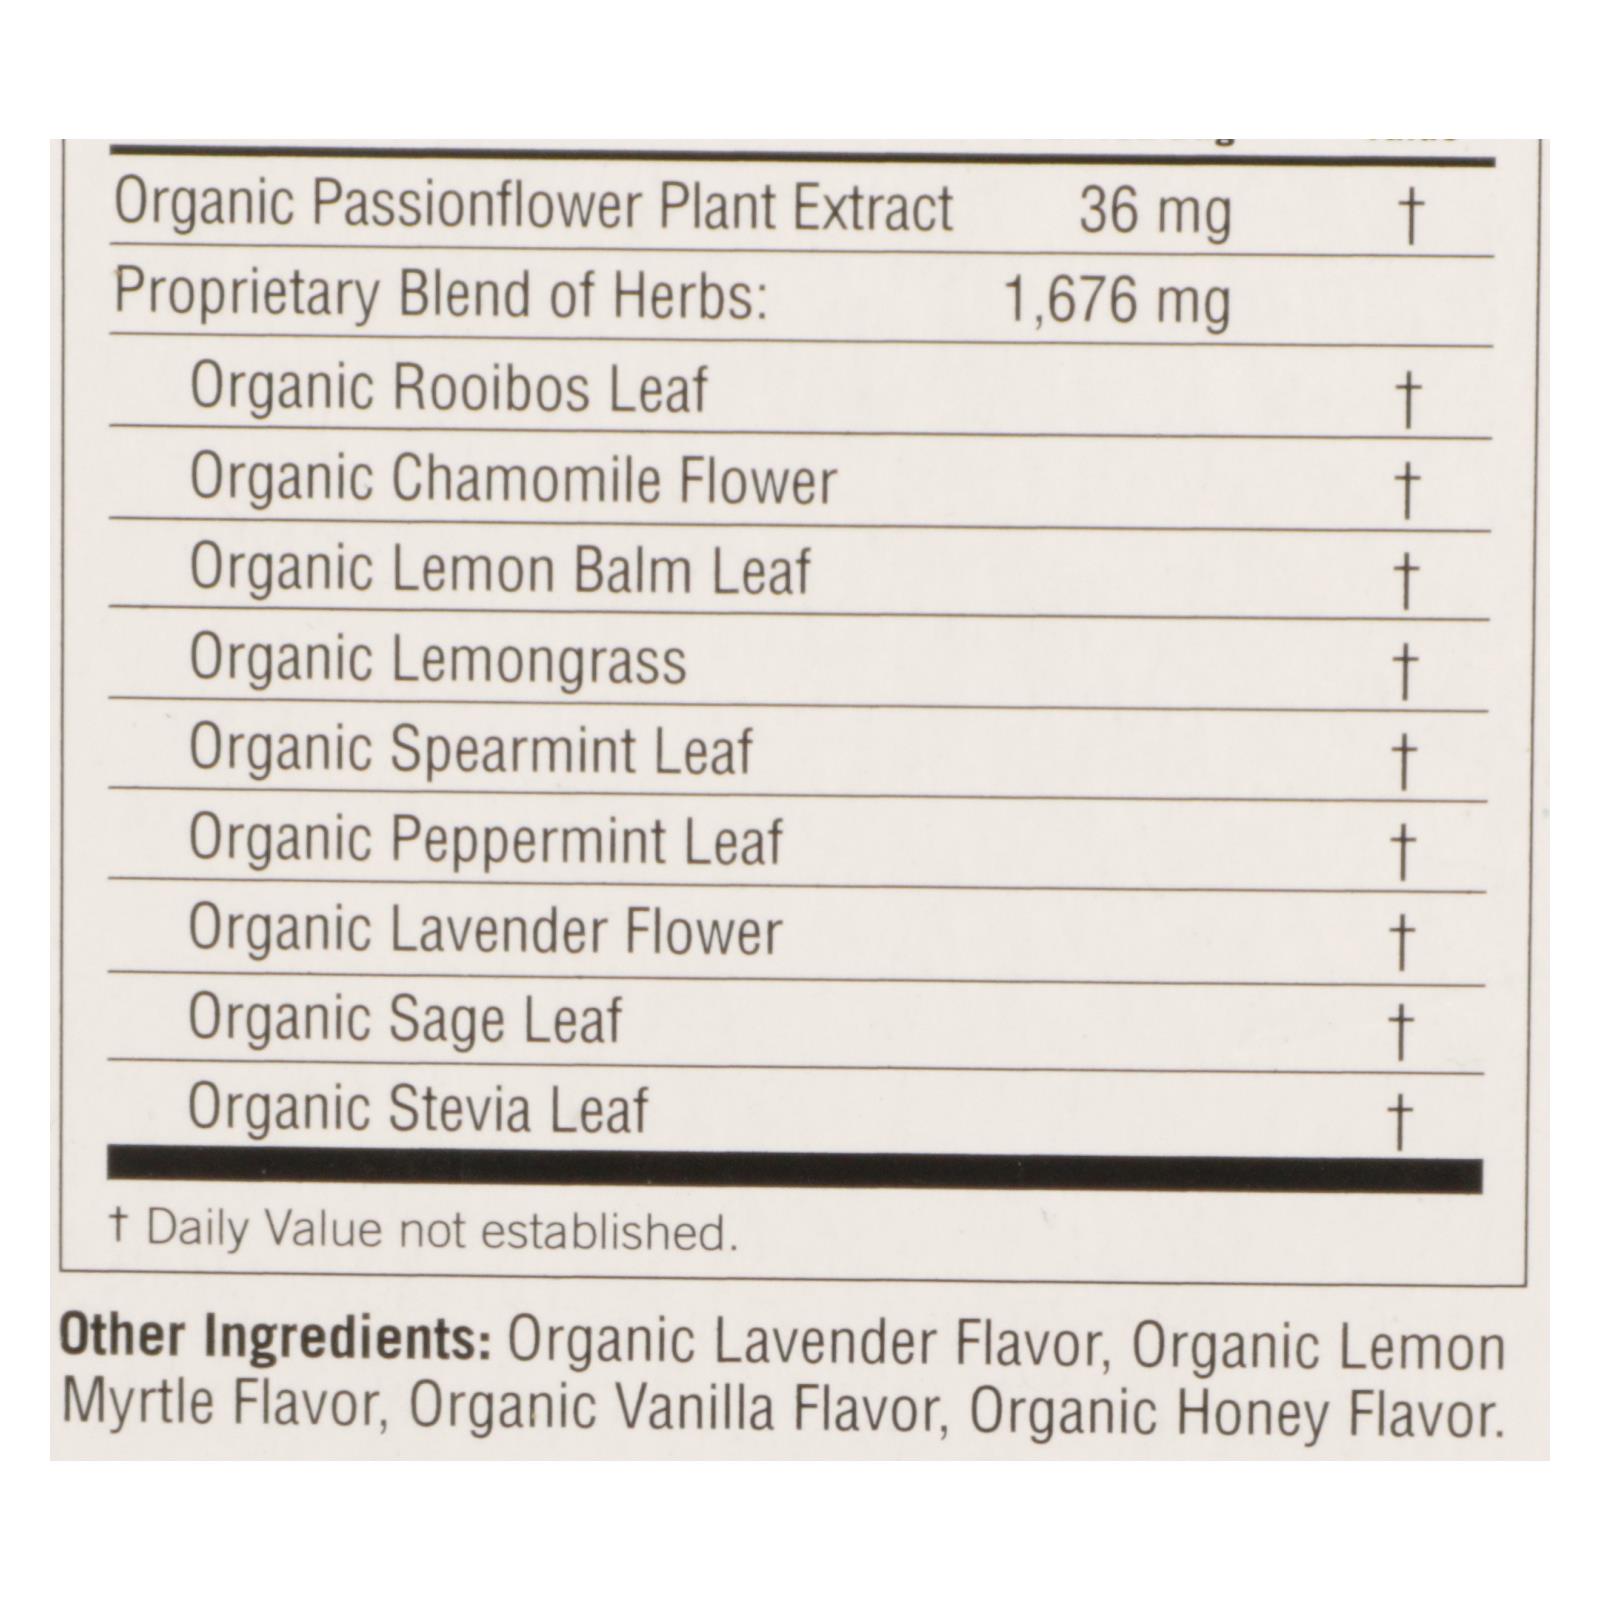 Organic Passionflower Plant Extract 36 mg †
Proprietary Blend of Herbs: 1,676 mg
Organic Rooibos Leaf †
Organic Chamomile Flower †
Organic Lemon Balm Leaf †
Organic Lemongrass †
Organic Spearmint Leaf †
Organic Peppermint Leaf †
Organic Lavender Flower †
Organic Sage Leaf †
Organic Stevia Leaf †
† Daily Value not established.
Other Ingredients: Organic Lavender Flavor, Organic Lemon
Myrtle Flavor, Organic Vanilla Flavor, Organic Honey Flavor.